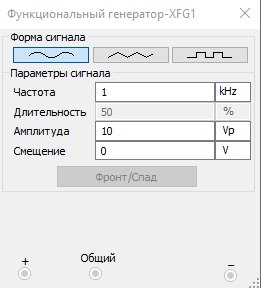 Функциональный генератор-XFG1
Форма сигнала
Параметры сигнала
Частота 1 kHz
Длительность 50 %
Амплитуда 10 Vp
Смещение 0 V
Фронт/Спад
+ Общий –